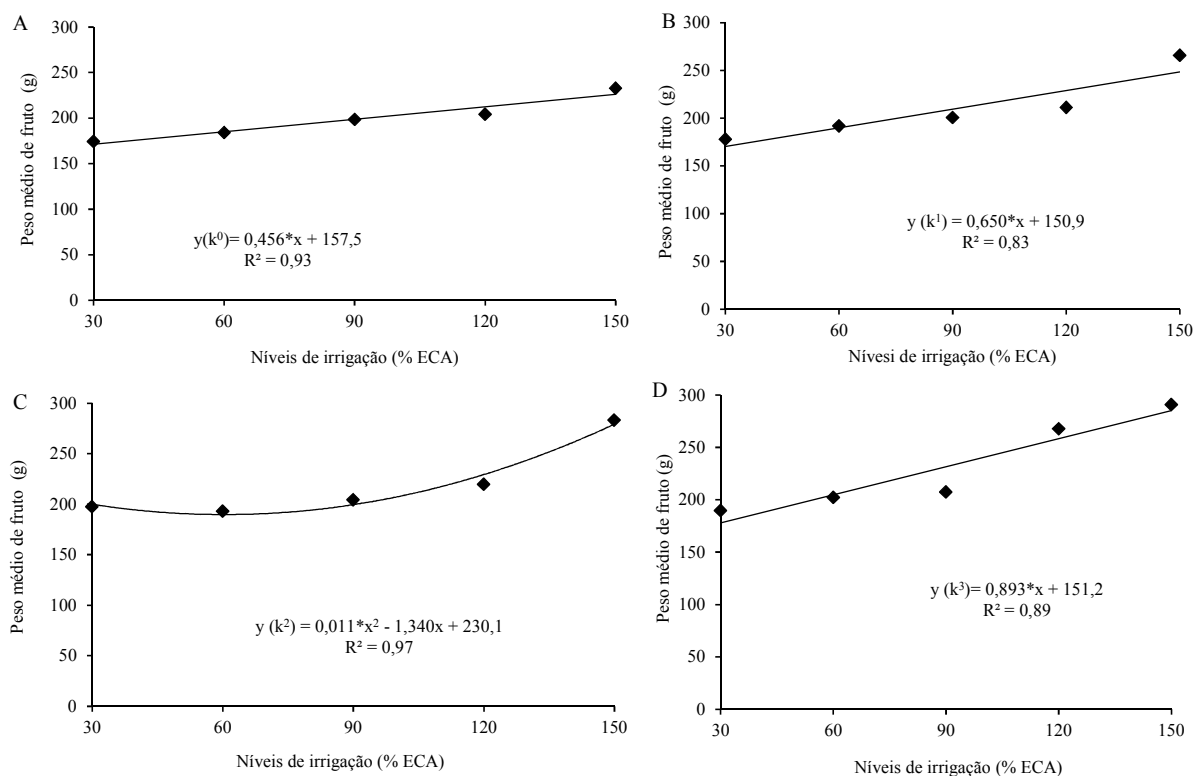 A
Peso médio de fruto (g)
300
250
200
150
100
50
0
y(k⁰)= 0,456*x + 157,5
R² = 0,93
30
60
90
120
150
Níveis de irrigação (% ECA)
B
Peso médio de fruto (g)
300
250
200
150
100
50
0
y (k¹) = 0,650*x + 150,9
R² = 0,83
30
60
90
120
150
Nívesi de irrigação (% ECA)
C
Peso médio de fruto (g)
300
250
200
150
100
50
0
y (k²) = 0,011*x² - 1,340x + 230,1
R² = 0,97
30
60
90
120
150
Níveis de irrigação (% ECA)
D
Peso médio de fruto (g)
300
250
200
150
100
50
0
y (k³)= 0,893*x + 151,2
R² = 0,89
30
60
90
120
150
Níveis de irrigação (% ECA)